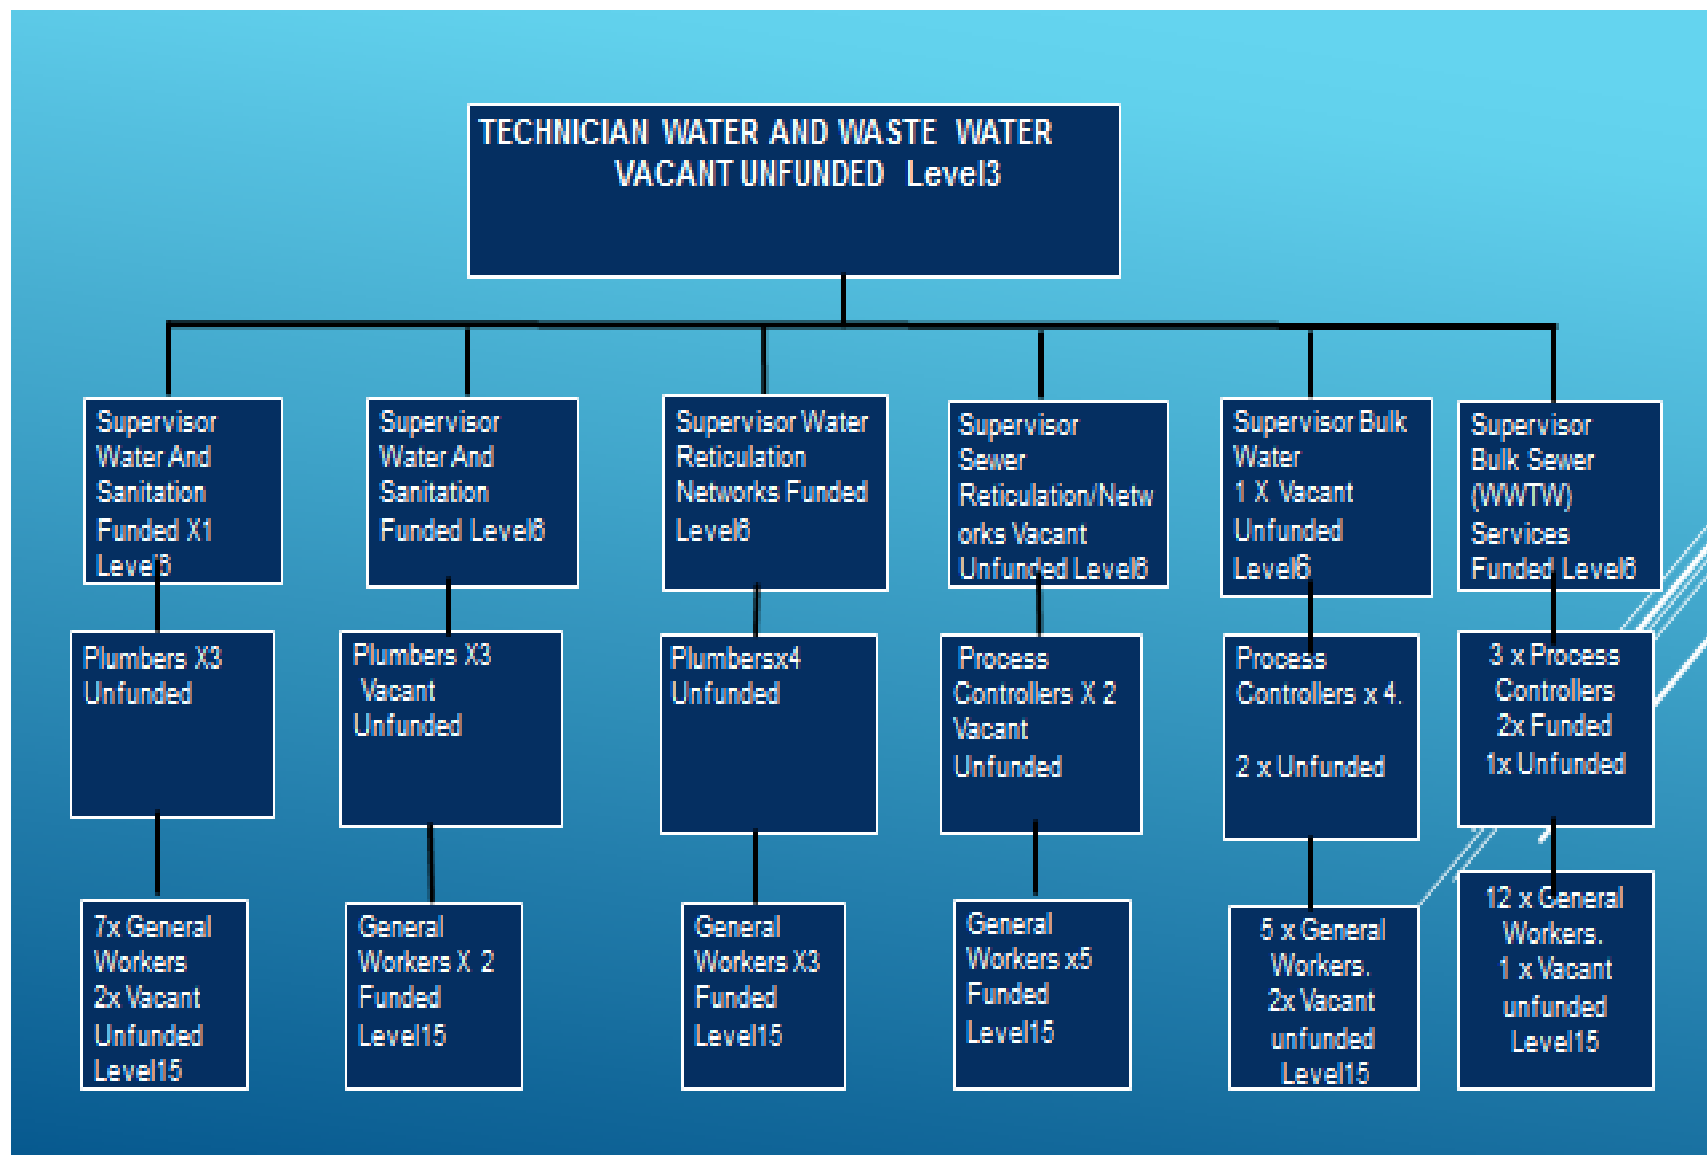 TECHNICIAN WATER AND WASTE WATER
VACANT UNFUNDED Level3
Supervisor
Water And
Sanitation
Funded X1
Level6
Supervisor
Water And
Sanitation
Funded Level6
Supervisor Water
Reticulation
Networks Funded
Level6
Supervisor
Sewer
Reticulation/Netw
orks Vacant
Unfunded Level6
Supervisor Bulk
Water
1 X Vacant
Unfunded
Level6
Supervisor
Bulk Sewer
(WWTW)
Services
Funded Level6
Plumbers X3
Unfunded
Plumbers X3
Vacant
Unfunded
Plumbersx4
Unfunded
Process
Controllers X 2
Vacant
Unfunded
Process
Controllers x 4.
2 x Unfunded
3 x Process
Controllers
2x Funded
1x Unfunded
7x General
Workers
2x Vacant
Unfunded
Level15
General
Workers X 2
Funded
Level15
General
Workers X3
Funded
Level15
General
Workers x5
Funded
Level15
5 x General
Workers.
2x Vacant
unfunded
Level15
12 x General
Workers.
1 x Vacant
unfunded
Level15